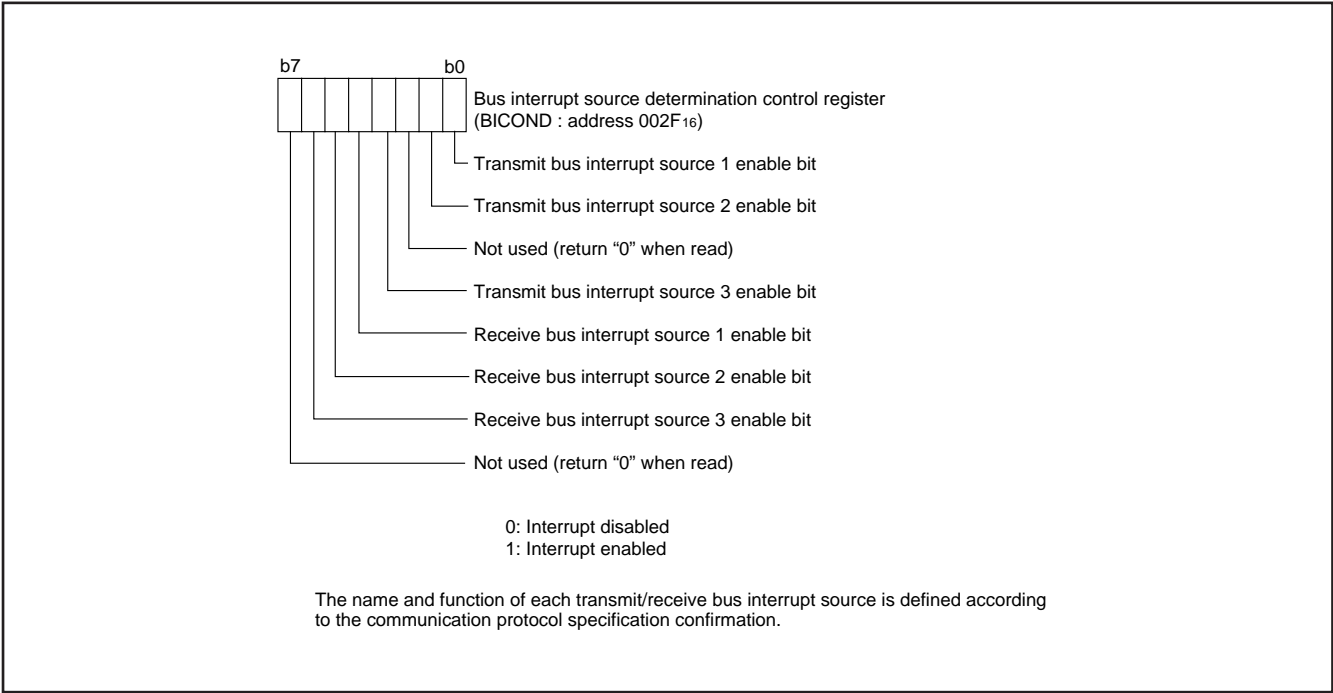 b7 b0
Bus interrupt source determination control register
(BICOND : address 002F16)
Transmit bus interrupt source 1 enable bit
Transmit bus interrupt source 2 enable bit
Not used (return “0” when read)
Transmit bus interrupt source 3 enable bit
Receive bus interrupt source 1 enable bit
Receive bus interrupt source 2 enable bit
Receive bus interrupt source 3 enable bit
Not used (return “0” when read)
0: Interrupt disabled
1: Interrupt enabled
The name and function of each transmit/receive bus interrupt source is defined according
to the communication protocol specification confirmation.